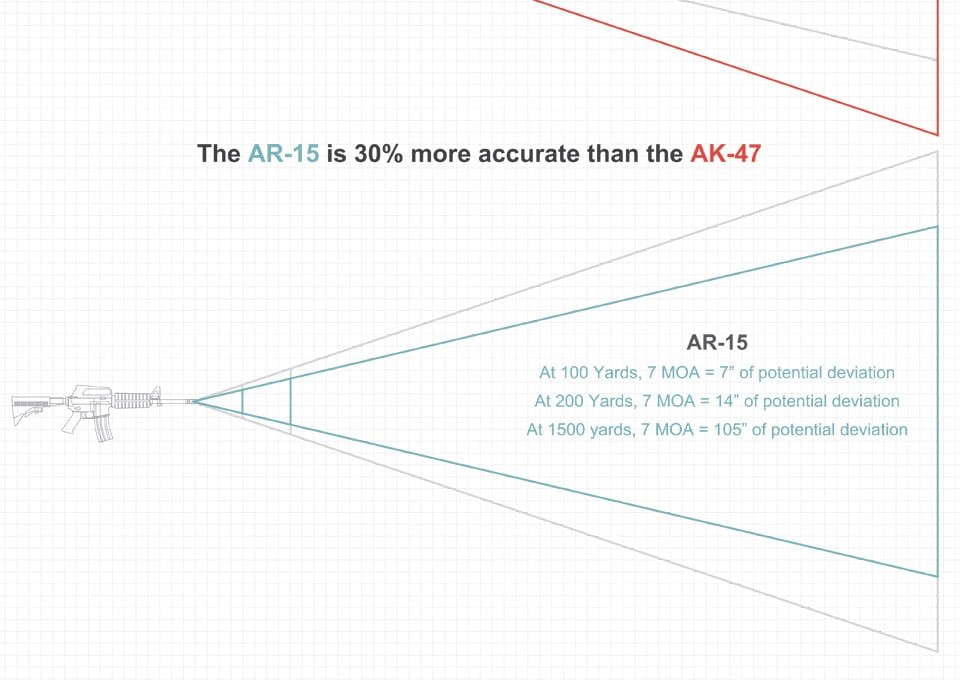 The AR-15 is 30% more accurate than the AK-47
AR-15
At 100 Yards, 7 MOA = 7” of potential deviation
At 200 Yards, 7 MOA = 14” of potential deviation
At 1500 yards, 7 MOA = 105” of potential deviation